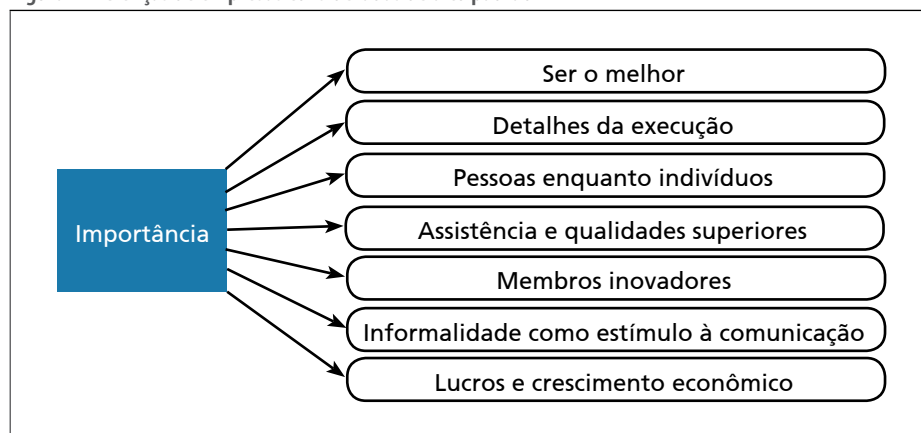 Importância
Ser o melhor
Detalhes da execução
Pessoas enquanto indivíduos
Assistência e qualidades superiores
Membros inovadores
Informalidade como estímulo à comunicação
Lucros e crescimento econômico